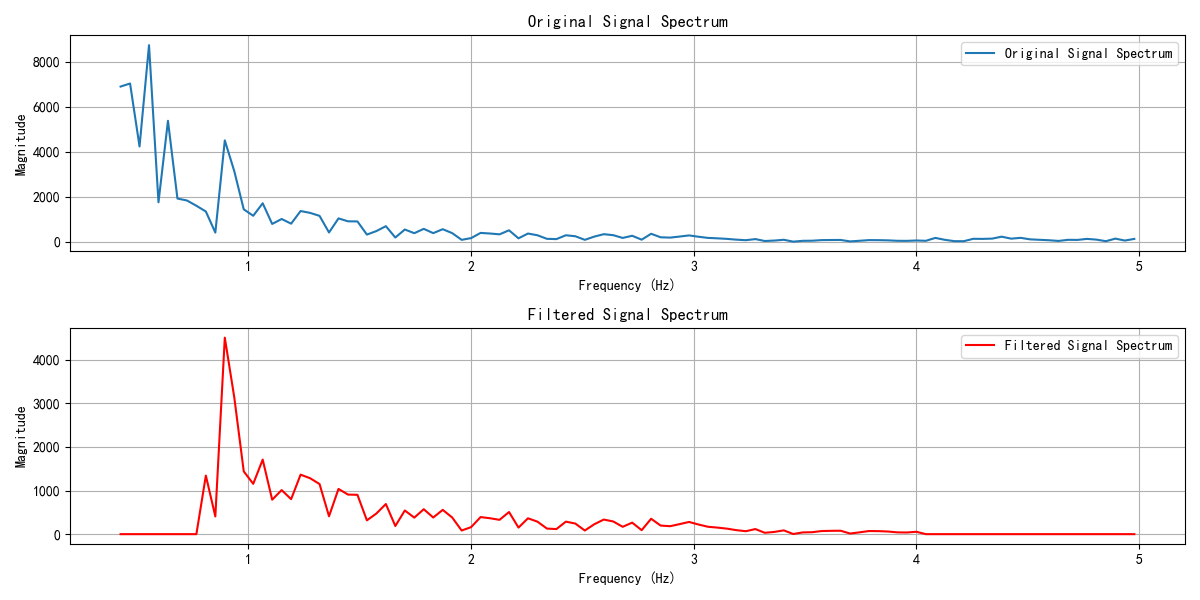 Original Signal Spectrum
Original Signal Spectrum
Magnitude
8000
6000
4000
2000
0
1 2 3 4 5
Frequency (Hz)
Filtered Signal Spectrum
Filtered Signal Spectrum
Magnitude
4000
3000
2000
1000
0
1 2 3 4 5
Frequency (Hz)